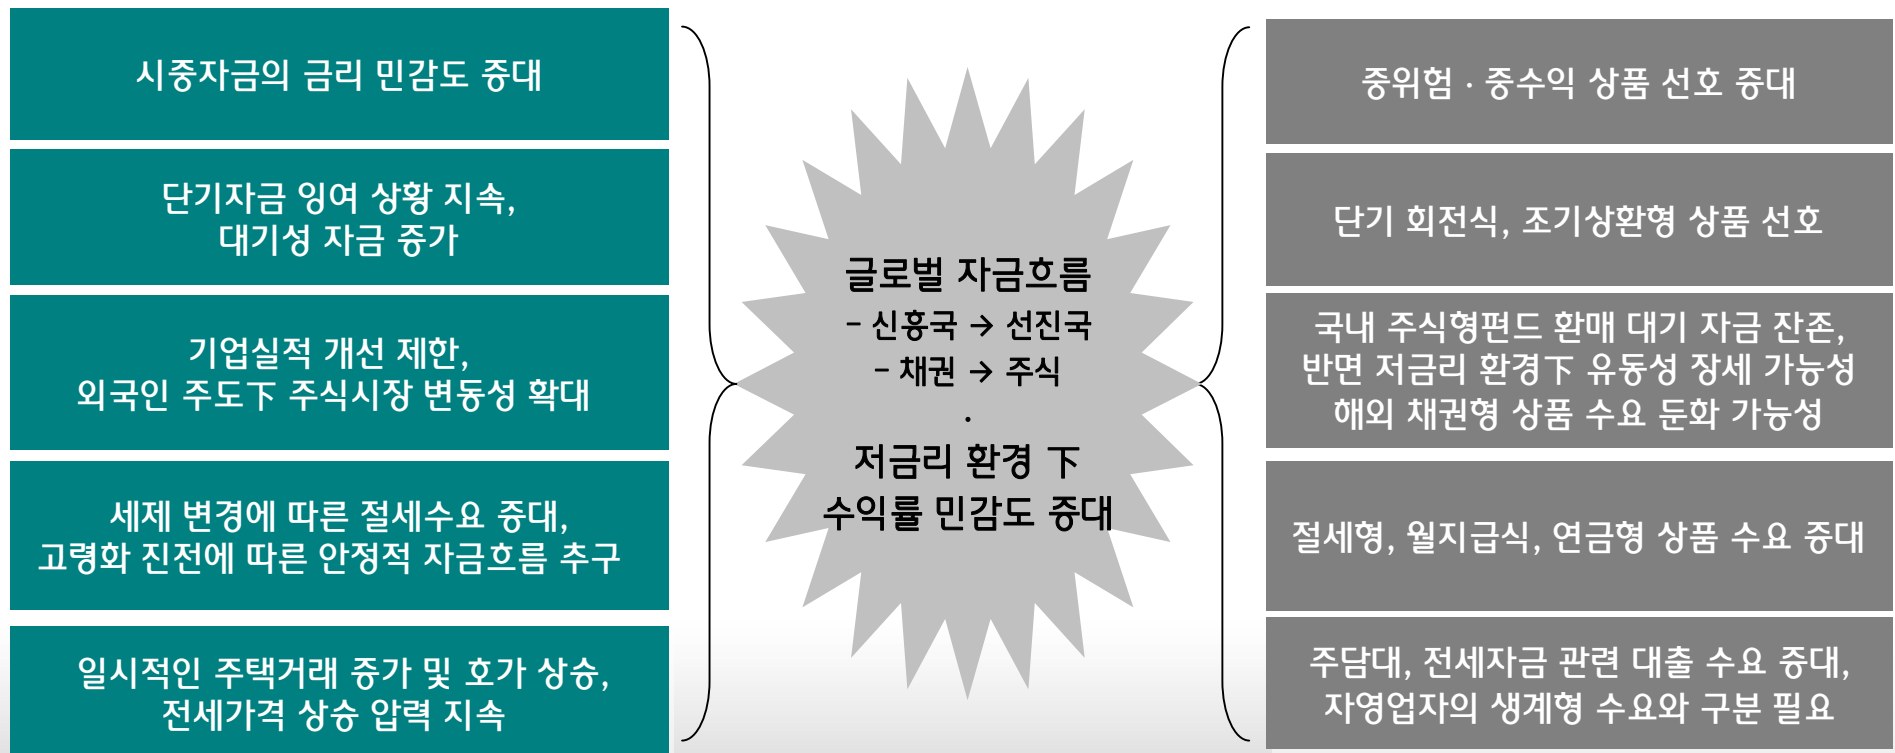 시중자금의 금리 민감도 증대
단기자금 잉여 상황 지속,
대기성 자금 증가
기업실적 개선 제한,
외국인 주도下 주식시장 변동성 확대
세제 변경에 따른 절세수요 증대,
고령화 진전에 따른 안정적 자금흐름 추구
일시적인 주택거래 증가 및 호가 상승,
전세가격 상승 압력 지속
글로벌 자금흐름
- 신흥국 → 선진국
- 채권 → 주식
·
저금리 환경 下
수익률 민감도 증대
중위험 · 중수익 상품 선호 증대
단기 회전식, 조기상환형 상품 선호
국내 주식형펀드 환매 대기 자금 잔존,
반면 저금리 환경下 유동성 장세 가능성
해외 채권형 상품 수요 둔화 가능성
절세형, 월지급식, 연금형 상품 수요 증대
주담대, 전세자금 관련 대출 수요 증대,
자영업자의 생계형 수요와 구분 필요